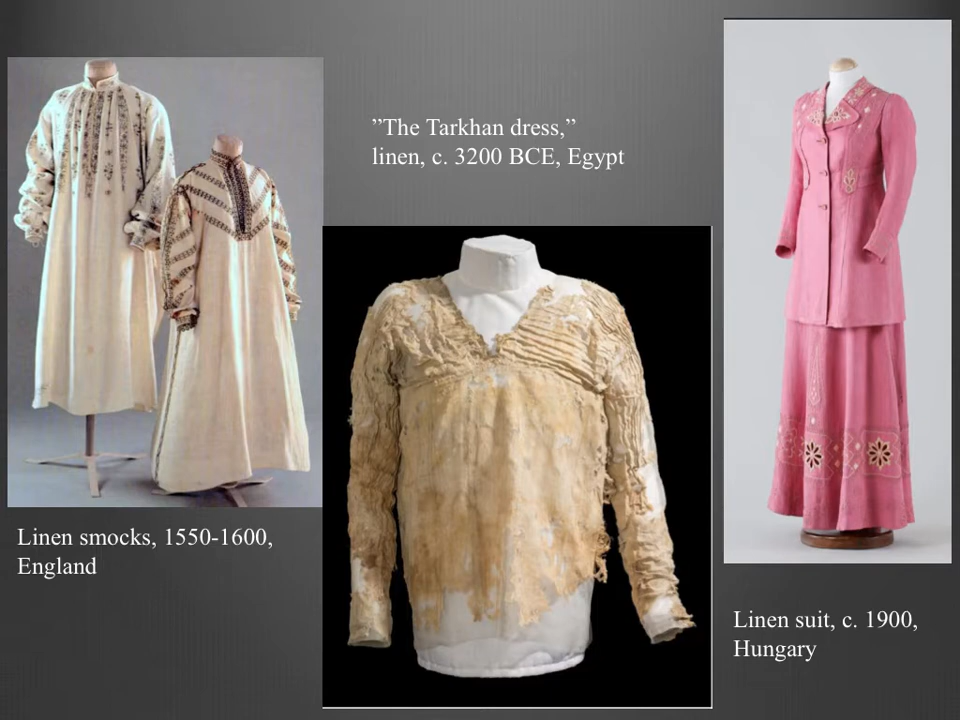 ”The Tarkhan dress,”
linen, c. 3200 BCE, Egypt
Linen smocks, 1550-1600,
England
Linen suit, c. 1900,
Hungary